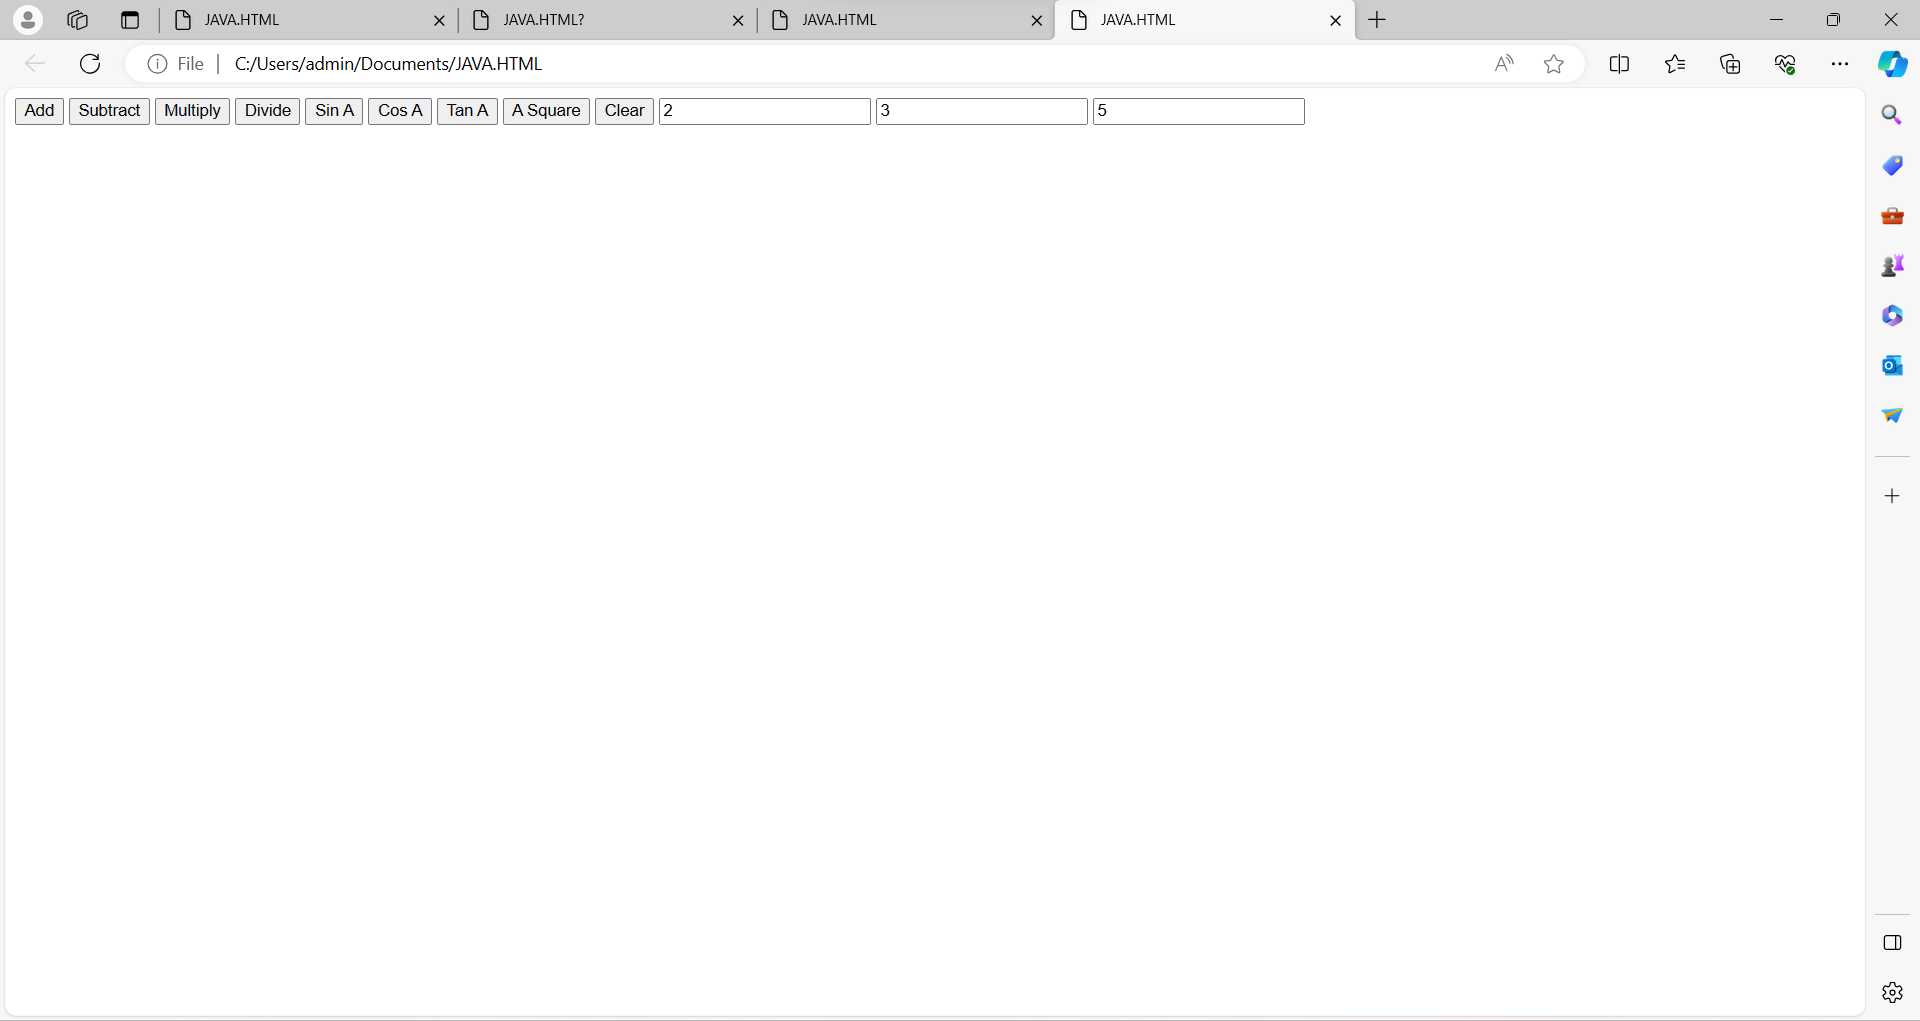 JAVA.HTML JAVA.HTML? JAVA.HTML JAVA.HTML
File C:/Users/admin/Documents/JAVA.HTML
Add Subtract Multiply Divide Sin A Cos A Tan A A Square Clear 2 3 5